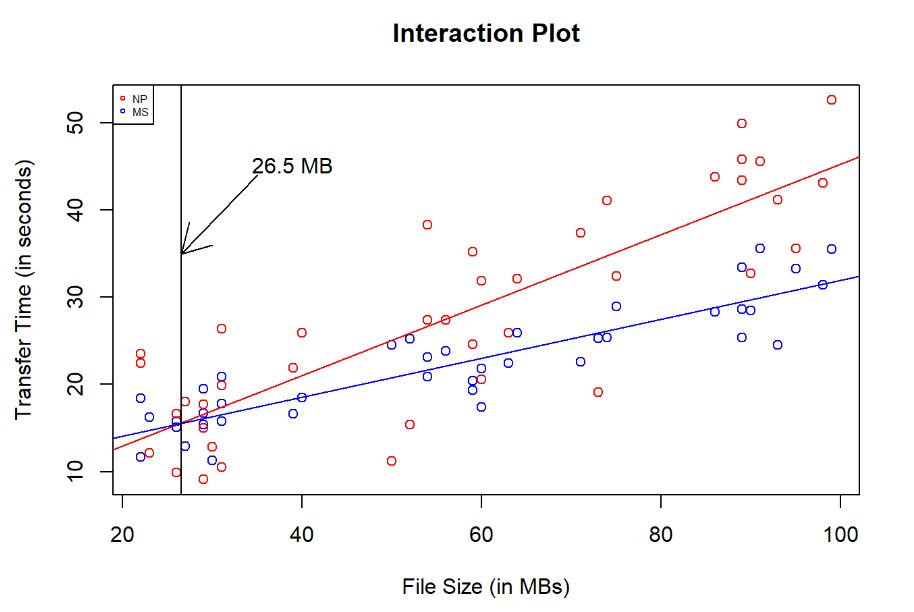 Interaction Plot
NP
MS
26.5 MB
Transfer Time (in seconds)
50
40
30
20
10
20 40 60 80 100
File Size (in MBs)